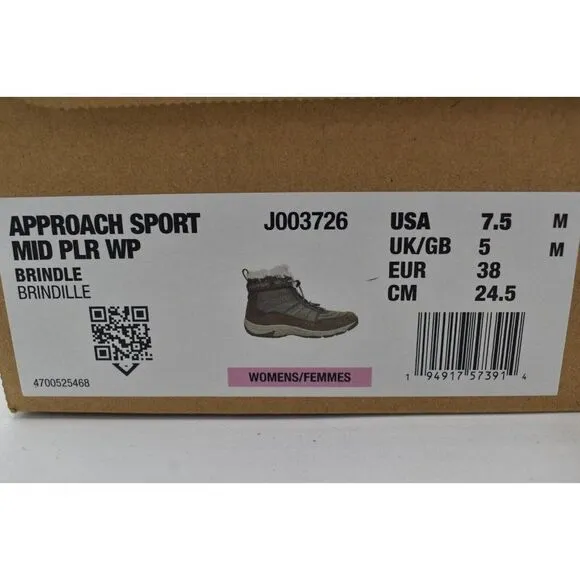 APPROACH SPORT
MID PLR WP
BRINDLE
BRINDILLE
4700525468
J003726
WOMENS/FEMMES
USA 7.5 M
UK/GB 5 M
EUR 38
CM 24.5
1 94917 57391 4